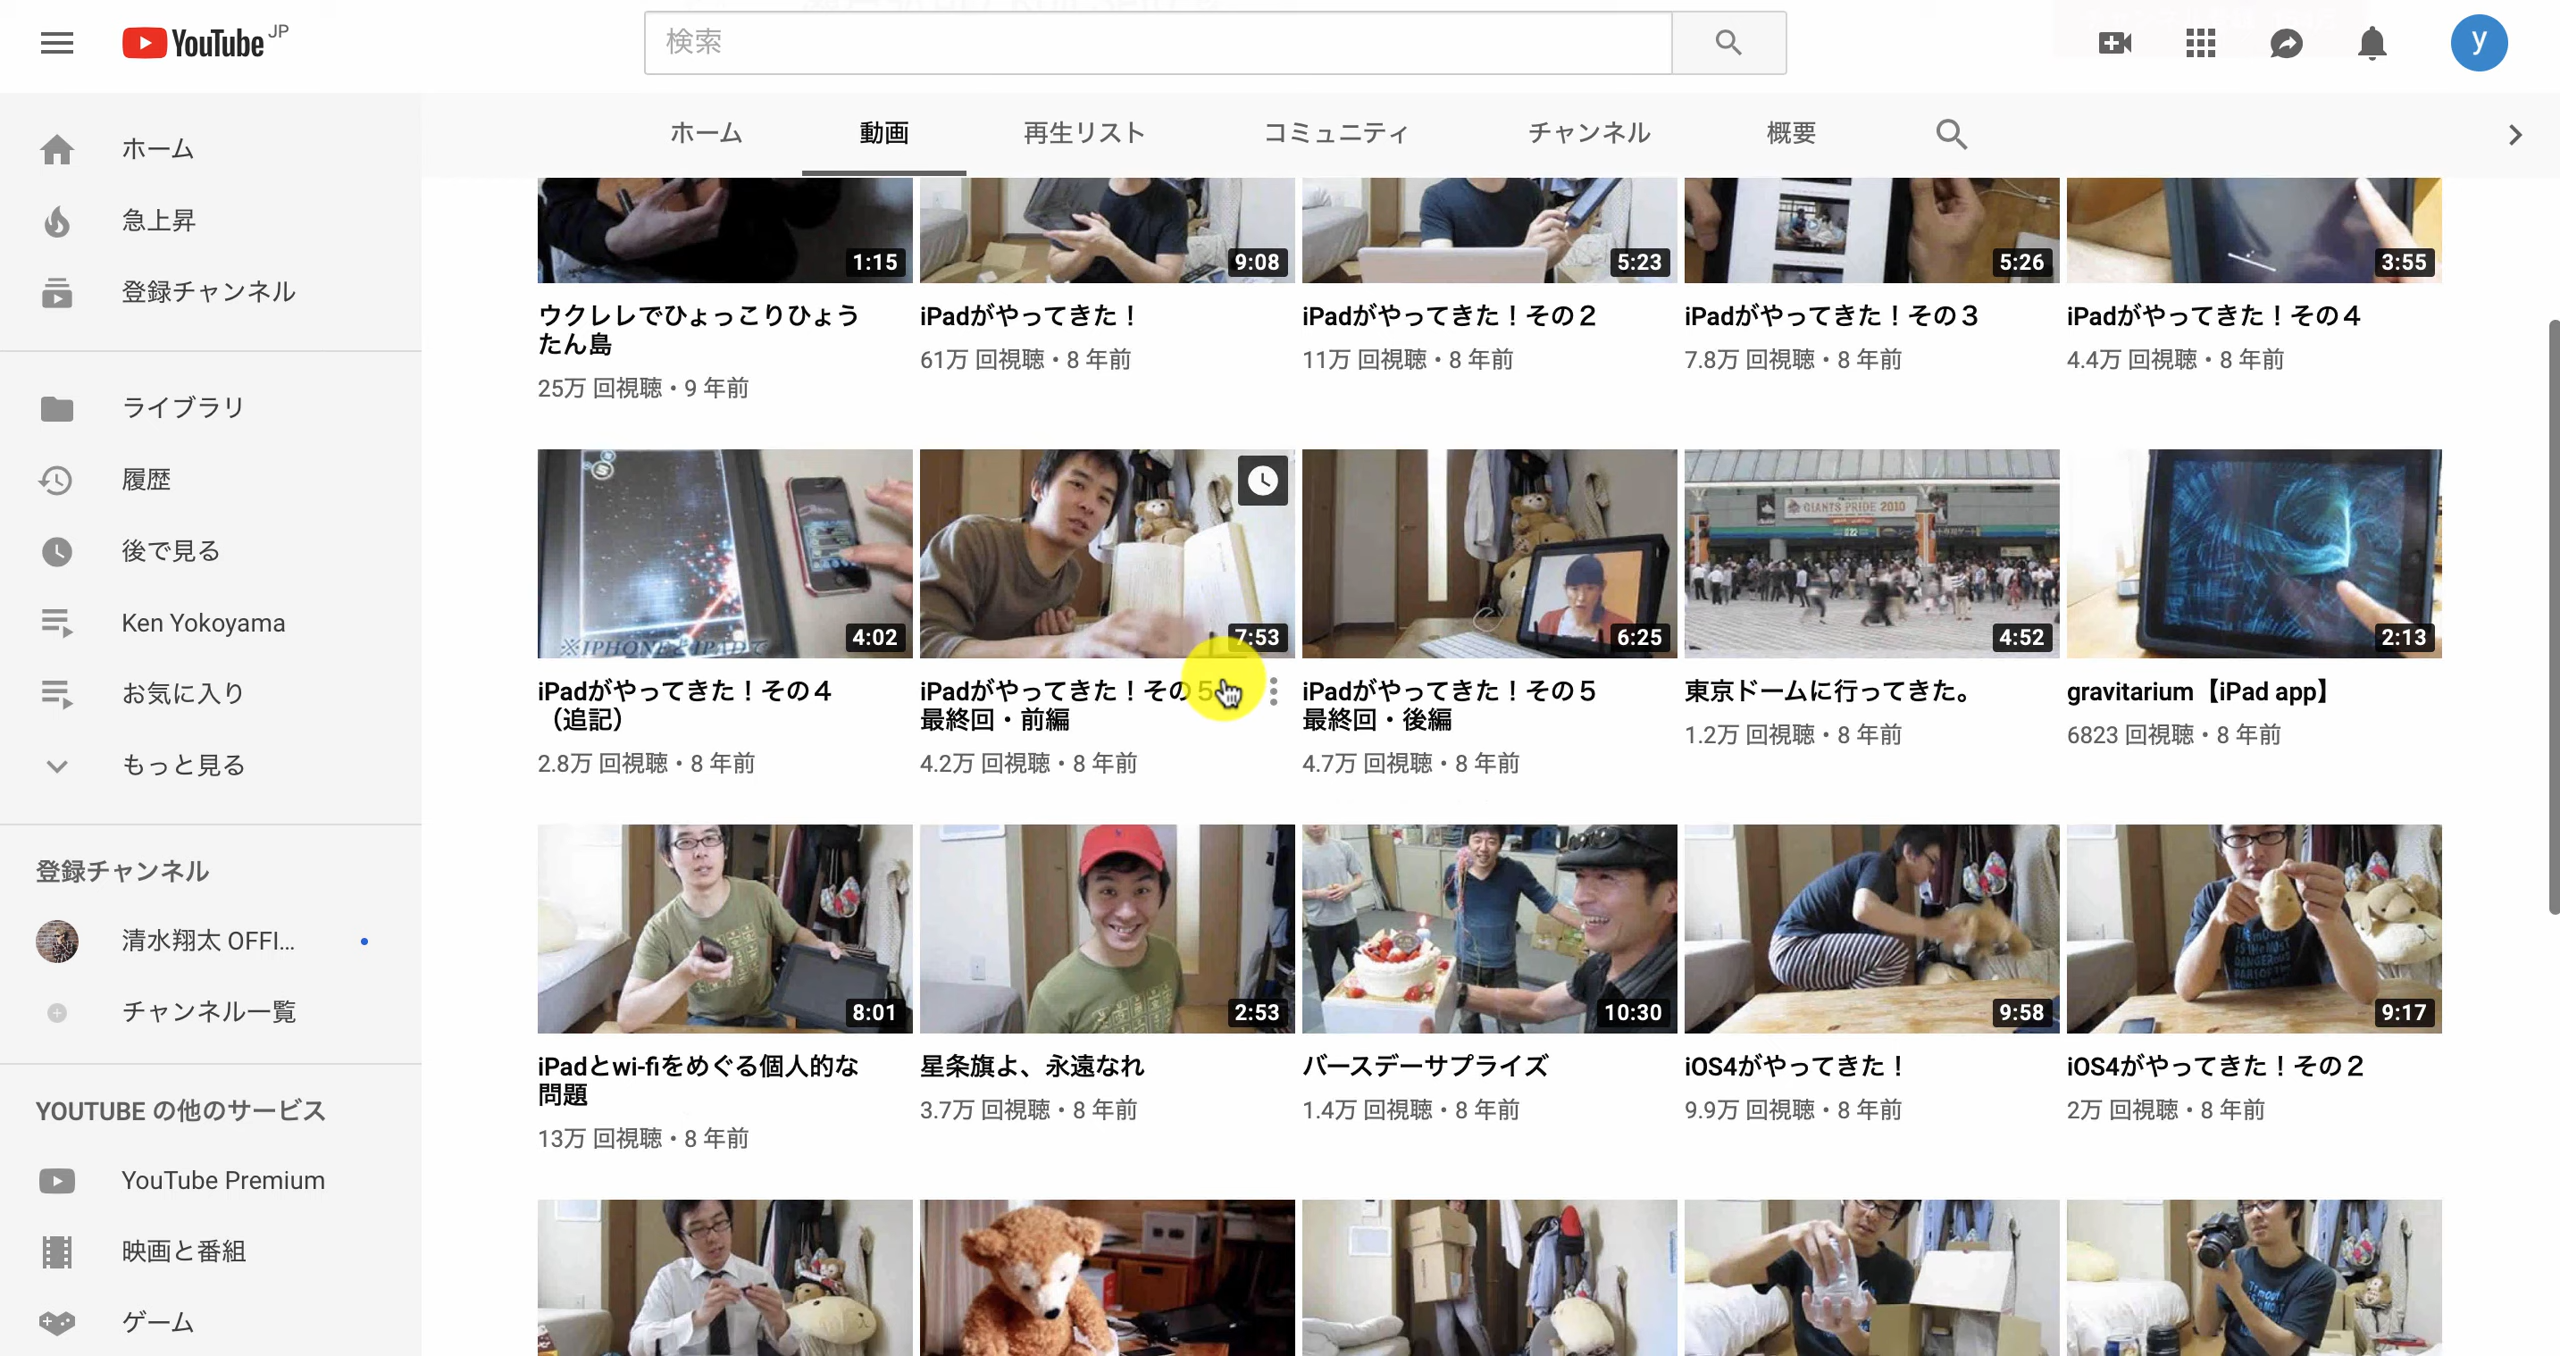 YouTube JP
検索
y
ホーム
急上昇
登録チャンネル
ライブラリ
履歴
後で見る
Ken Yokoyama
お気に入り
もっと見る
登録チャンネル
清水翔太 OFFI...
チャンネル一覧
YOUTUBE の他のサービス
YouTube Premium
映画と番組
ゲーム
ホーム
動画
再生リスト
コミュニティ
チャンネル
概要
1:15
9:08
5:23
5:26
3:55
ウクレレでひょっこりひょう
たん島
25万 回視聴・9 年前
iPadがやってきた！
61万 回視聴・8 年前
iPadがやってきた！その２
11万 回視聴・8 年前
iPadがやってきた！その３
7.8万 回視聴・8 年前
iPadがやってきた！その４
4.4万 回視聴・8 年前
※IPHONEとIPADで
4:02
7:53
6:25
GIANTS PRIDE 2010
22
4:52
2:13
iPadがやってきた！その４
（追記）
2.8万 回視聴・8 年前
iPadがやってきた！その５
最終回・前編
4.2万 回視聴・8 年前
iPadがやってきた！その５
最終回・後編
4.7万 回視聴・8 年前
東京ドームに行ってきた。
1.2万 回視聴・8 年前
gravitarium【iPad app】
6823 回視聴・8 年前
8:01
2:53
10:30
9:58
9:17
iPadとwi-fiをめぐる個人的な
問題
13万 回視聴・8 年前
星条旗よ、永遠なれ
3.7万 回視聴・8 年前
バースデーサプライズ
1.4万 回視聴・8 年前
iOS4がやってきた！
9.9万 回視聴・8 年前
iOS4がやってきた！その２
2万 回視聴・8 年前